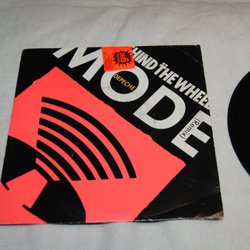 HIND THE WHEEL
DEPECHE
MODE
(Remix)